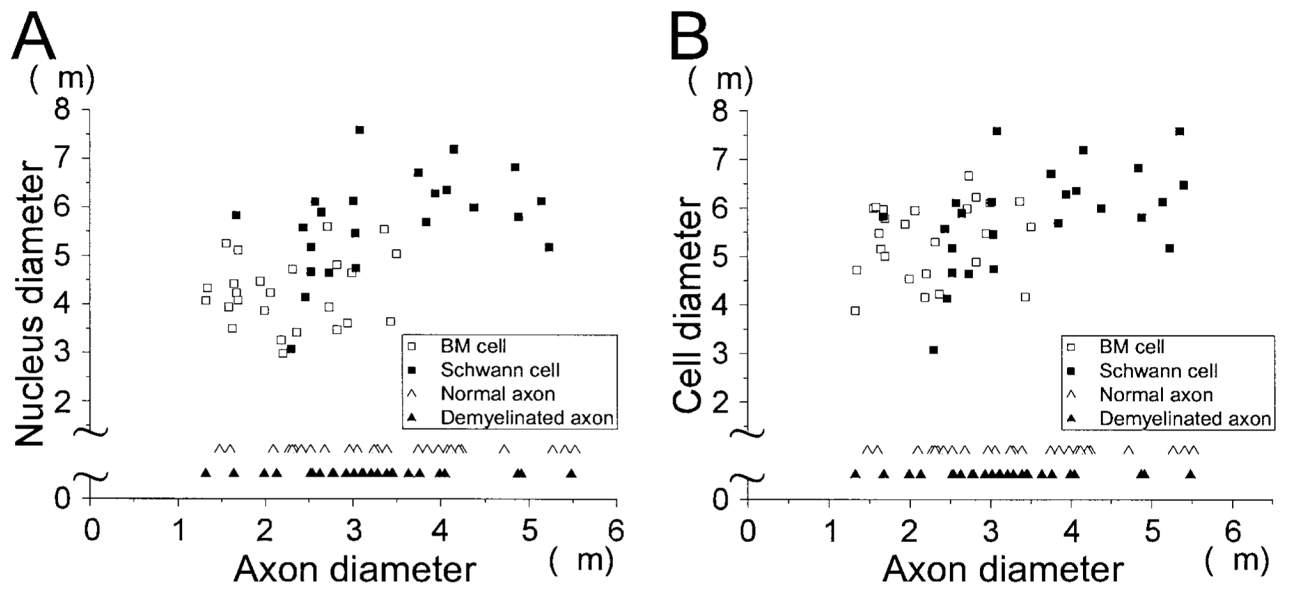 A
( m)
Nucleus diameter
8
7
6
5
4
3
2
0
BM cell
Schwann cell
Normal axon
Demyelinated axon
0 1 2 3 4 5 6
Axon diameter
( m)
B
( m)
Cell diameter
8
7
6
5
4
3
2
0
BM cell
Schwann cell
Normal axon
Demyelinated axon
0 1 2 3 4 5 6
Axon diameter
( m)